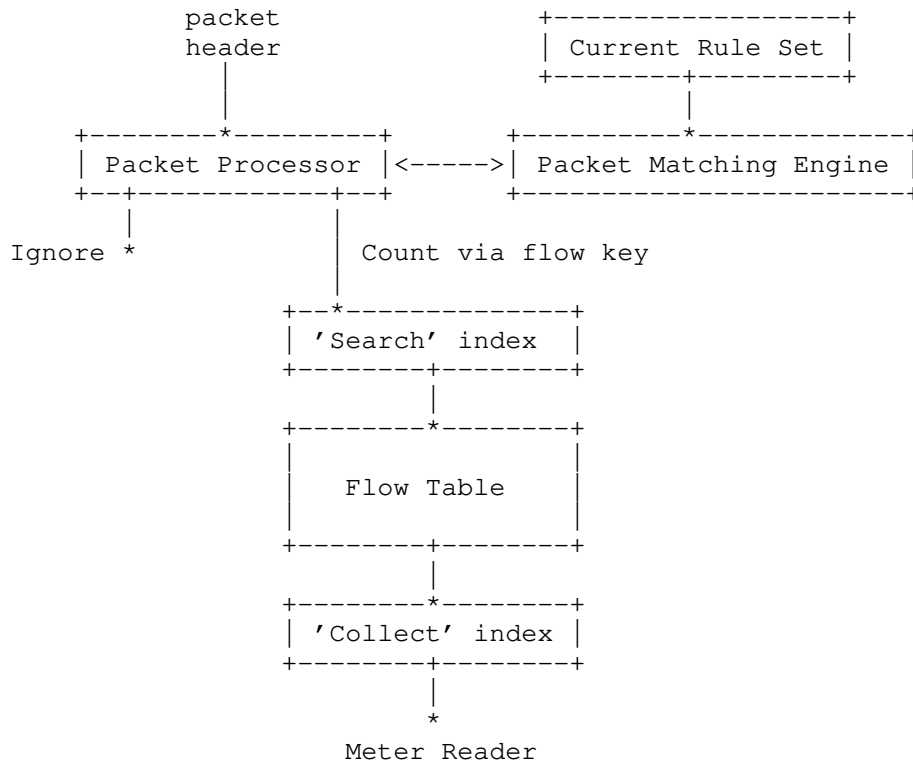 packet
header
Current Rule Set
Packet Processor
Packet Matching Engine
Ignore
Count via flow key
'Search' index
Flow Table
'Collect' index
Meter Reader